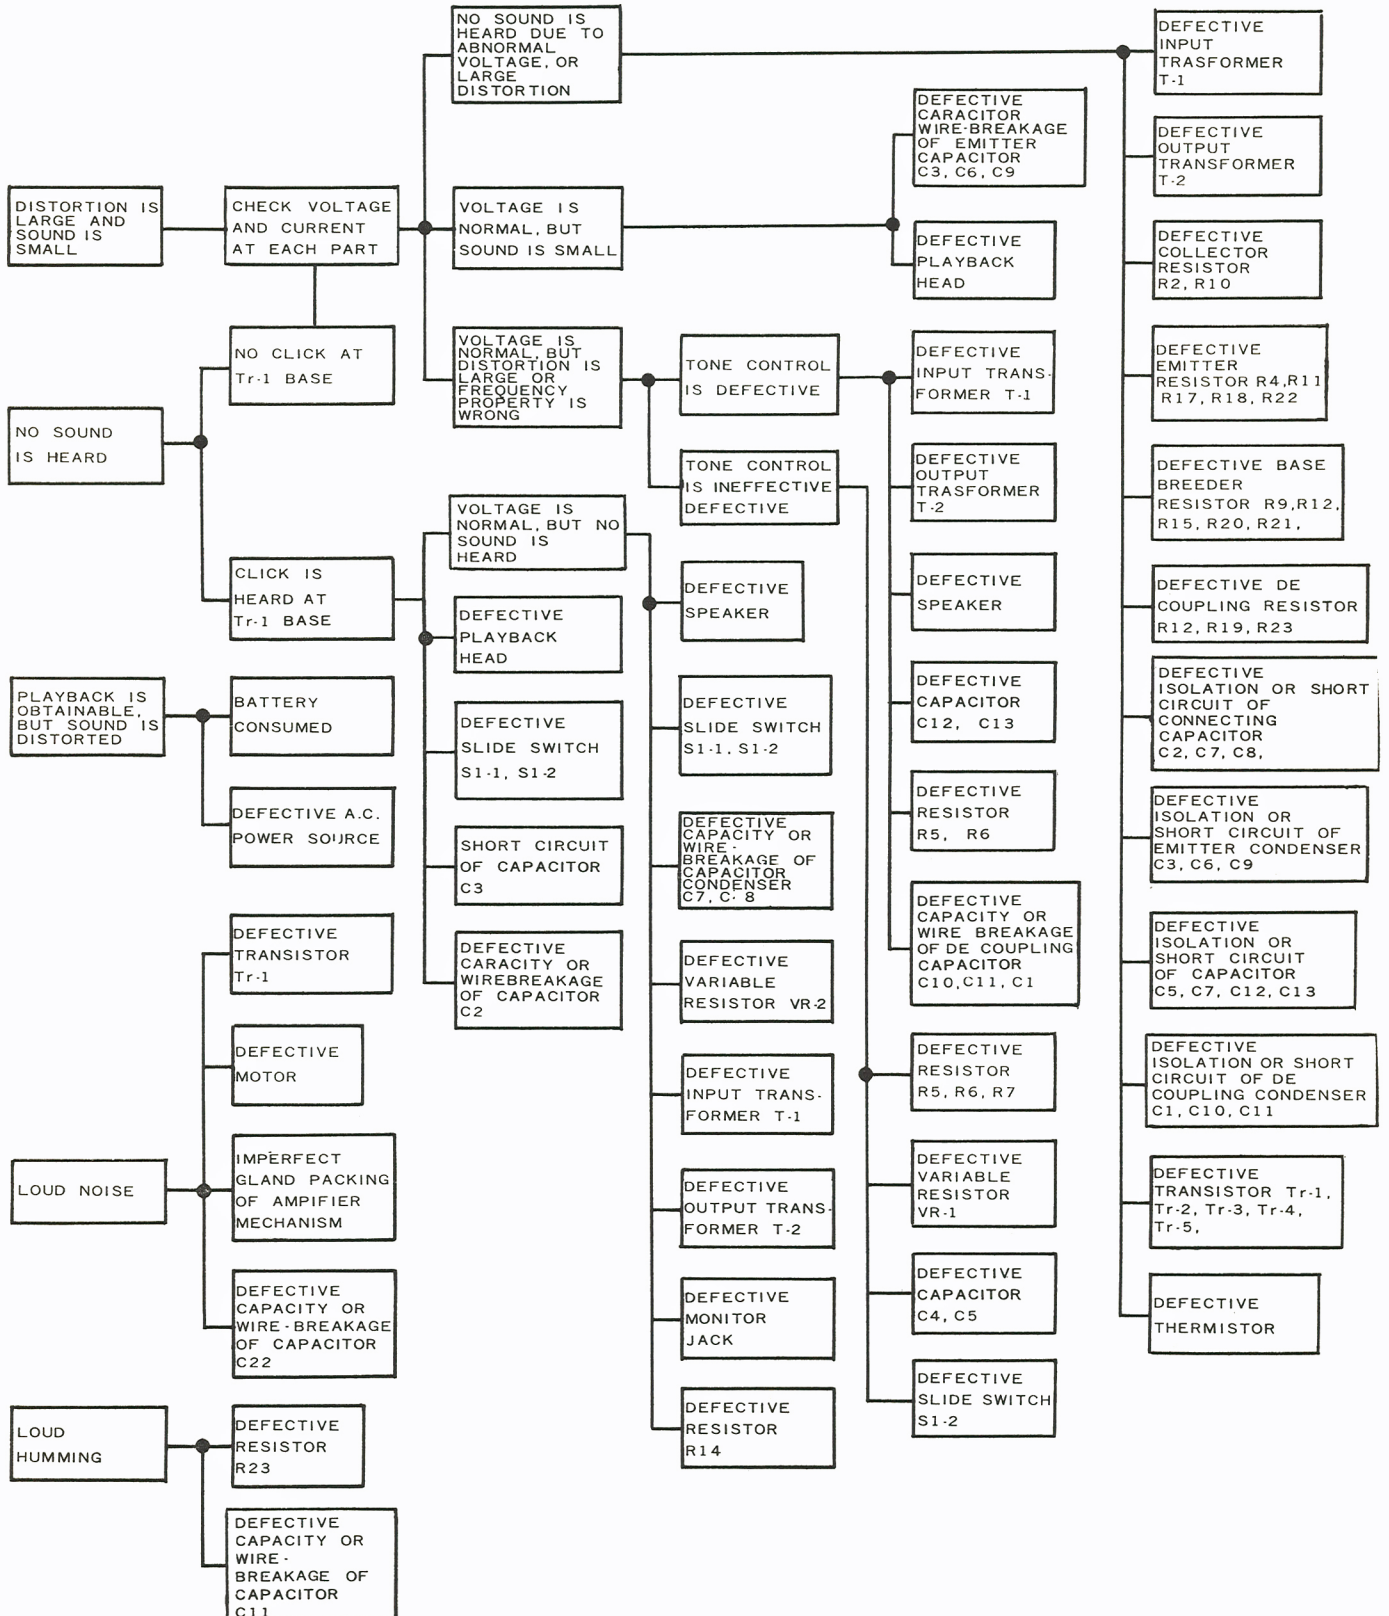 NO SOUND IS
HEARD DUE TO
ABNORMAL
VOLTAGE, OR
LARGE
DISTORTION
DEFECTIVE
INPUT
TRASFORMER
T-1
DEFECTIVE
CARACITOR
WIRE-BREAKAGE
OF EMITTER
CAPACITOR
C3, C6, C9
DEFECTIVE
OUTPUT
TRANSFORMER
T-2
DISTORTION IS
LARGE AND
SOUND IS
SMALL
CHECK VOLTAGE
AND CURRENT
AT EACH PART
VOLTAGE IS
NORMAL, BUT
SOUND IS SMALL
DEFECTIVE
PLAYBACK
HEAD
DEFECTIVE
COLLECTOR
RESISTOR
R2, R10
NO CLICK AT
Tr-1 BASE
VOLTAGE IS
NORMAL, BUT
DISTORTION IS
LARGE OR
FREQUENCY
PROPERTY IS
WRONG
TONE CONTROL
IS DEFECTIVE
DEFECTIVE
INPUT TRANS-
FORMER T-1
DEFECTIVE
EMITTER
RESISTOR R4,R11
R17, R18, R22
NO SOUND
IS HEARD
TONE CONTROL
IS INEFFECTIVE
DEFECTIVE
DEFECTIVE
OUTPUT
TRASFORMER
T-2
DEFECTIVE BASE
BREEDER
RESISTOR R9,R12,
R15, R20, R21,
VOLTAGE IS
NORMAL, BUT NO
SOUND IS
HEARD
CLICK IS
HEARD AT
Tr-1 BASE
DEFECTIVE
PLAYBACK
HEAD
DEFECTIVE
SPEAKER
DEFECTIVE
SPEAKER
DEFECTIVE DE
COUPLING RESISTOR
R12, R19, R23
PLAYBACK IS
OBTAINABLE,
BUT SOUND IS
DISTORTED
BATTERY
CONSUMED
DEFECTIVE
SLIDE SWITCH
S1-1, S1-2
DEFECTIVE
SLIDE SWITCH
S1-1, S1-2
DEFECTIVE
CAPACITOR
C12, C13
DEFECTIVE
ISOLATION OR SHORT
CIRCUIT OF
CONNECTING
CAPACITOR
C2, C7, C8,
DEFECTIVE A.C.
POWER SOURCE
SHORT CIRCUIT
OF CAPACITOR
C3
DEFECTIVE
CAPACITY OR
WIRE-
BREAKAGE OF
CAPACITOR
CONDENSER
C7, C· 8
DEFECTIVE
RESISTOR
R5, R6
DEFECTIVE
ISOLATION OR
SHORT CIRCUIT OF
EMITTER CONDENSER
C3, C6, C9
DEFECTIVE
TRANSISTOR
Tr-1
DEFECTIVE
CARACITY OR
WIREBREAKAGE
OF CAPACITOR
C2
DEFECTIVE
VARIABLE
RESISTOR VR-2
DEFECTIVE
CAPACITY OR
WIRE BREAKAGE
OF DE COUPLING
CAPACITOR
C10,C11, C1
DEFECTIVE
ISOLATION OR
SHORT CIRCUIT
OF CAPACITOR
C5, C7, C12, C13
DEFECTIVE
MOTOR
DEFECTIVE
INPUT TRANS-
FORMER T-1
DEFECTIVE
RESISTOR
R5, R6, R7
DEFECTIVE
ISOLATION OR SHORT
CIRCUIT OF DE
COUPLING CONDENSER
C1, C10, C11
LOUD NOISE
IMPERFECT
GLAND PACKING
OF AMPIFIER
MECHANISM
DEFECTIVE
OUTPUT TRANS-
FORMER T-2
DEFECTIVE
VARIABLE
RESISTOR
VR-1
DEFECTIVE
TRANSISTOR Tr-1,
Tr-2, Tr-3, Tr-4,
Tr-5,
DEFECTIVE
CAPACITY OR
WIRE-BREAKAGE
OF CAPACITOR
C22
DEFECTIVE
MONITOR
JACK
DEFECTIVE
CAPACITOR
C4, C5
DEFECTIVE
THERMISTOR
LOUD
HUMMING
DEFECTIVE
RESISTOR
R23
DEFECTIVE
RESISTOR
R14
DEFECTIVE
SLIDE SWITCH
S1-2
DEFECTIVE
CAPACITY OR
WIRE-
BREAKAGE OF
CAPACITOR
C11